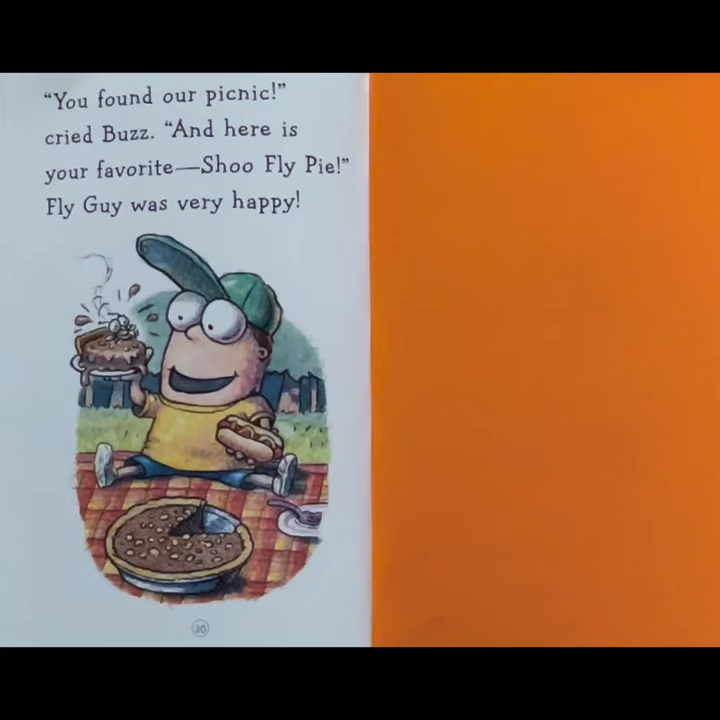 “You found our picnic!”
cried Buzz. “And here is
your favorite—Shoo Fly Pie!”
Fly Guy was very happy!
30